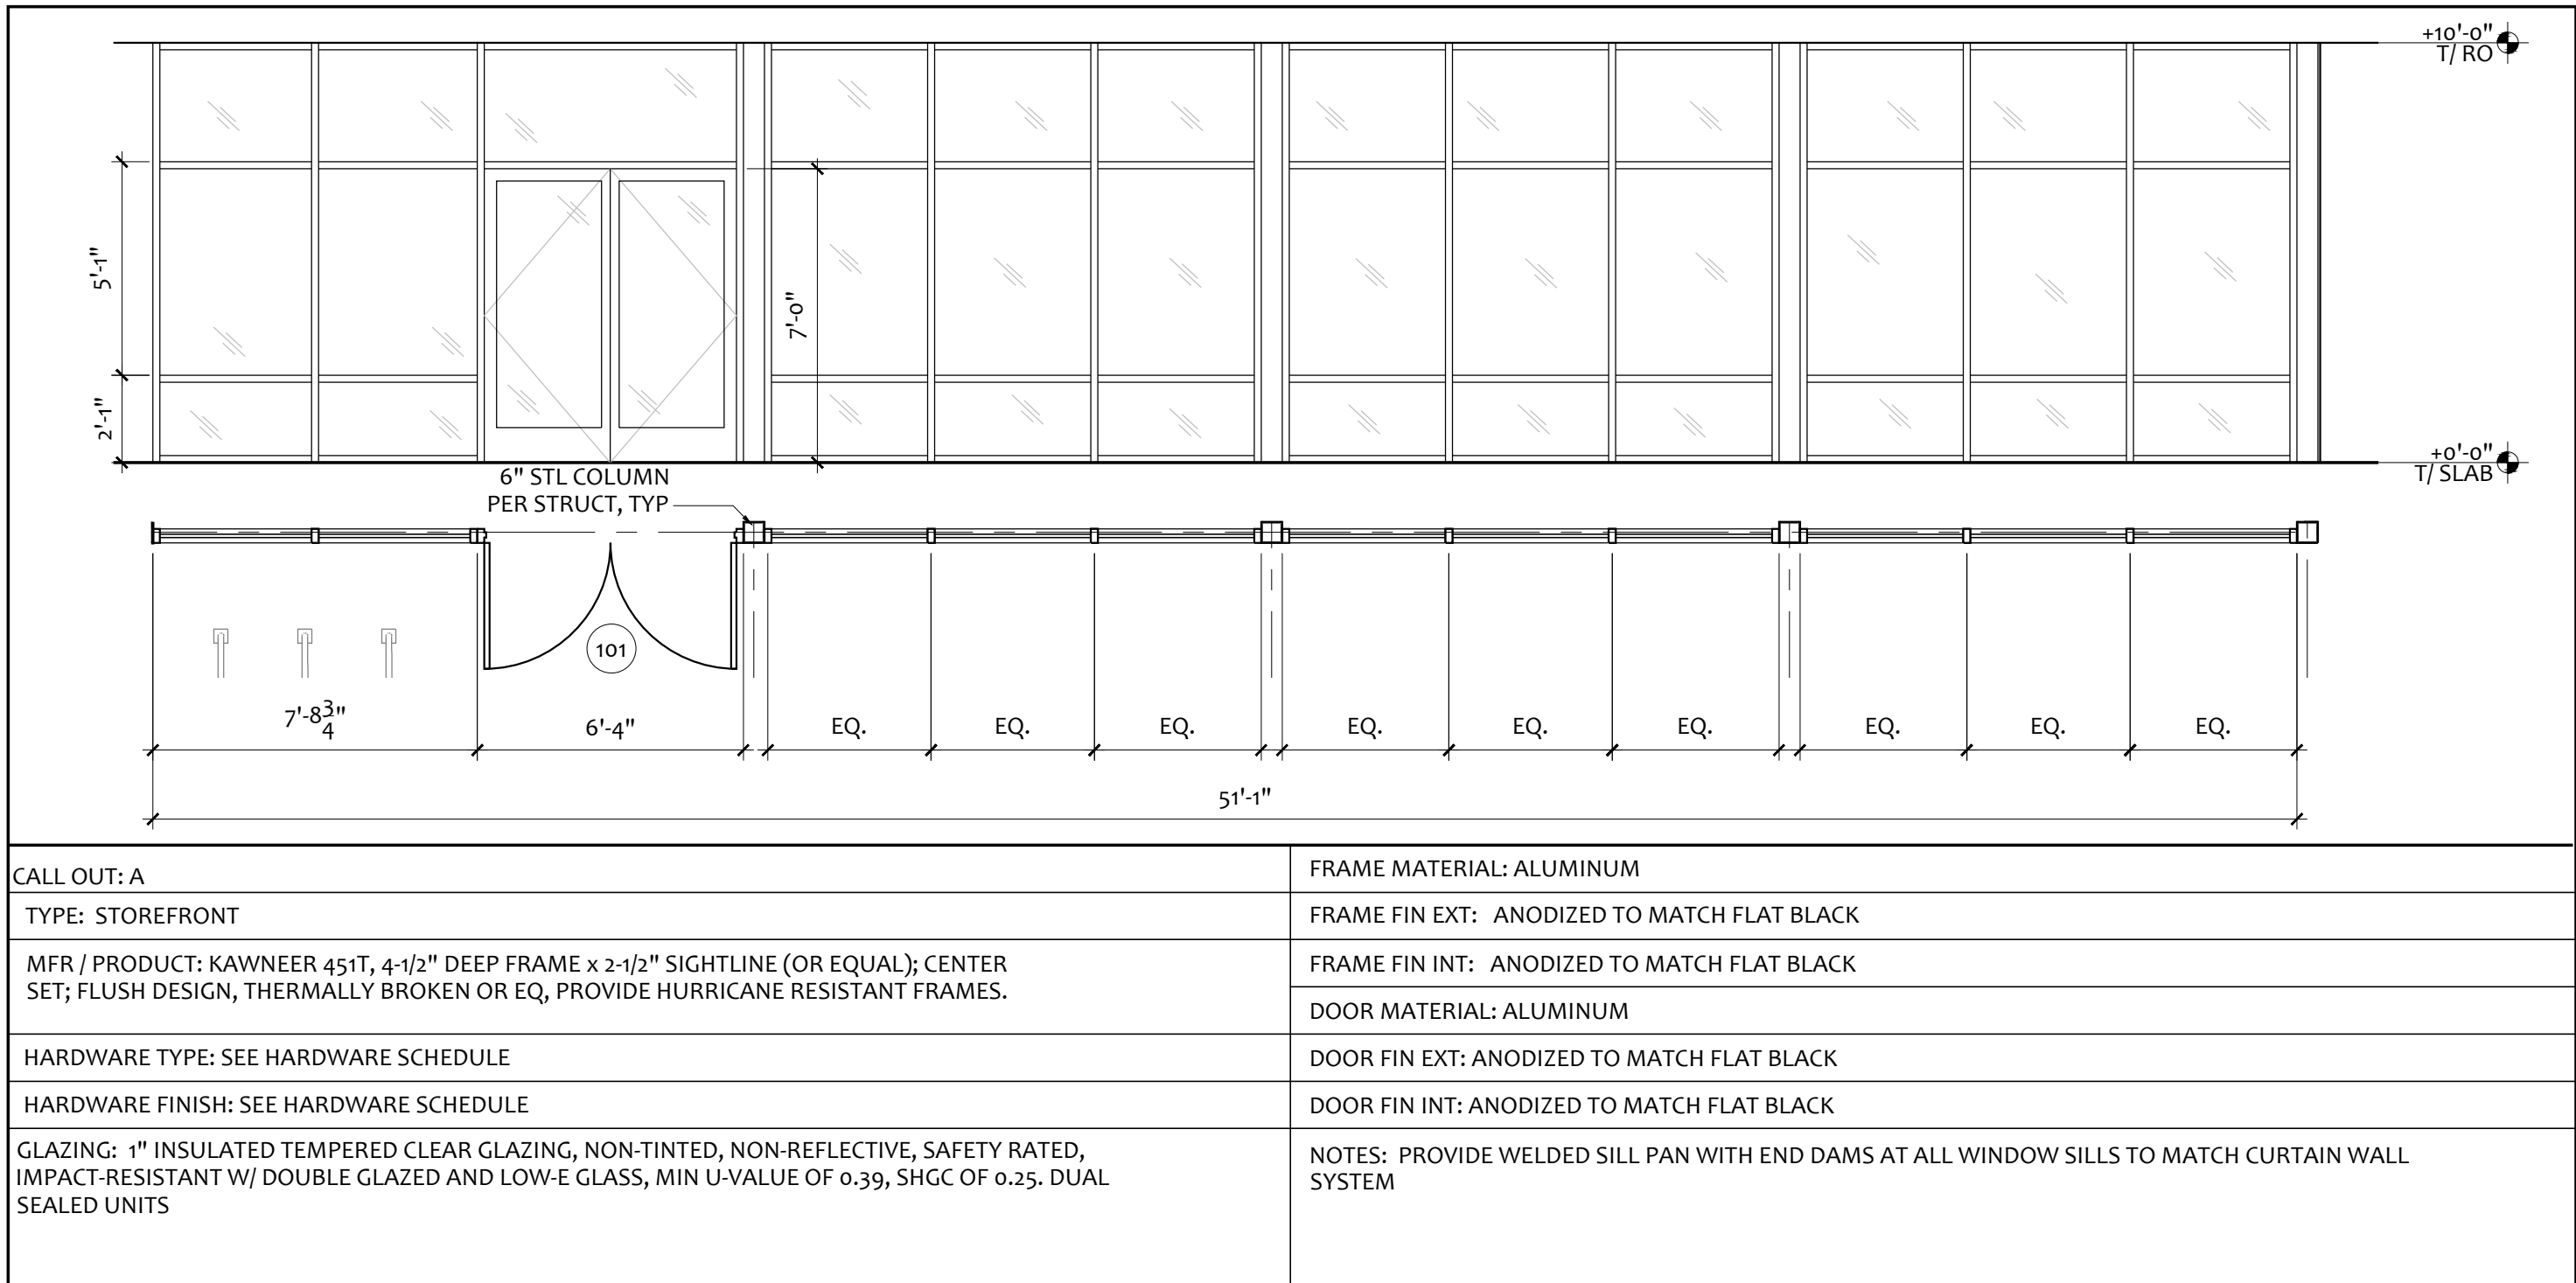 +10'-0"
T/ RO
5'-1"
7'-0"
2'-1"
+0'-0"
T/ SLAB
6" STL COLUMN
PER STRUCT, TYP
101
7'-8 3/4"
6'-4"
EQ.
EQ.
EQ.
EQ.
EQ.
EQ.
EQ.
EQ.
EQ.
51'-1"
CALL OUT: A
TYPE: STOREFRONT
MFR / PRODUCT: KAWNEER 451T, 4-1/2" DEEP FRAME x 2-1/2" SIGHTLINE (OR EQUAL); CENTER
SET; FLUSH DESIGN, THERMALLY BROKEN OR EQ, PROVIDE HURRICANE RESISTANT FRAMES.
HARDWARE TYPE: SEE HARDWARE SCHEDULE
HARDWARE FINISH: SEE HARDWARE SCHEDULE
GLAZING: 1" INSULATED TEMPERED CLEAR GLAZING, NON-TINTED, NON-REFLECTIVE, SAFETY RATED,
IMPACT-RESISTANT W/ DOUBLE GLAZED AND LOW-E GLASS, MIN U-VALUE OF 0.39, SHGC OF 0.25. DUAL
SEALED UNITS
FRAME MATERIAL: ALUMINUM
FRAME FIN EXT: ANODIZED TO MATCH FLAT BLACK
FRAME FIN INT: ANODIZED TO MATCH FLAT BLACK
DOOR MATERIAL: ALUMINUM
DOOR FIN EXT: ANODIZED TO MATCH FLAT BLACK
DOOR FIN INT: ANODIZED TO MATCH FLAT BLACK
NOTES: PROVIDE WELDED SILL PAN WITH END DAMS AT ALL WINDOW SILLS TO MATCH CURTAIN WALL
SYSTEM